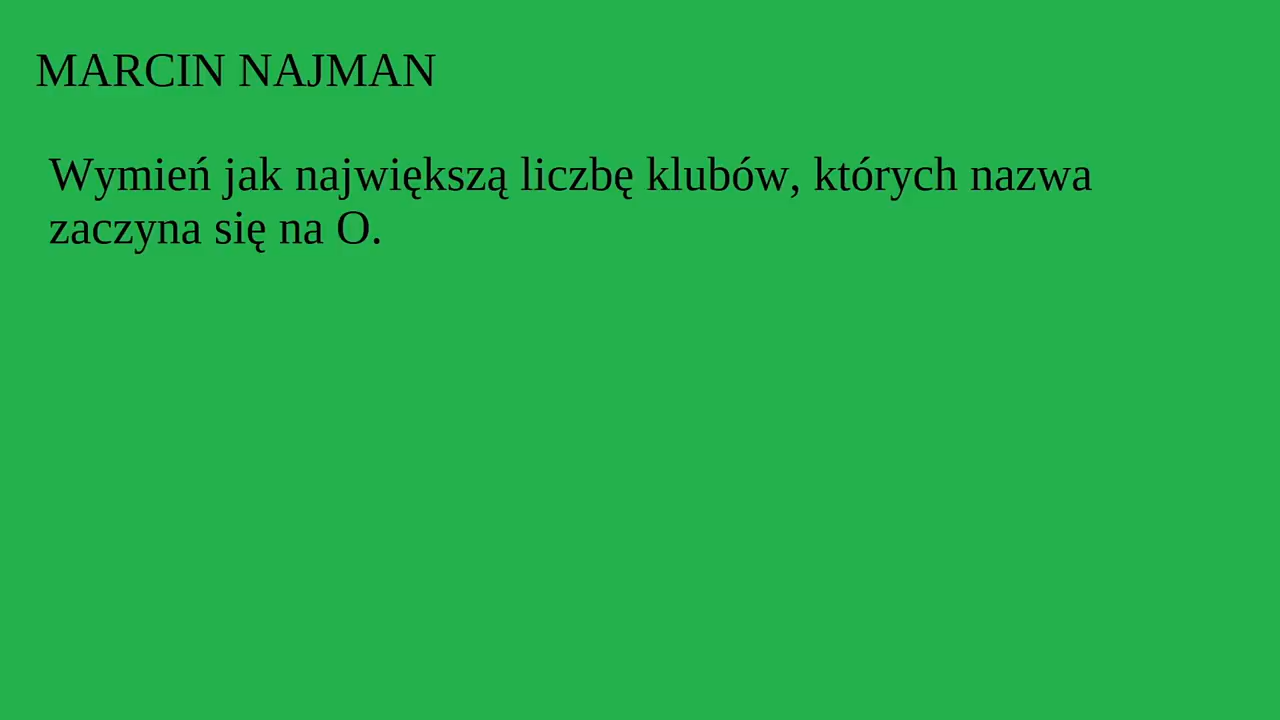 MARCIN NAJMAN
Wymień jak największą liczbę klubów, których nazwa
zaczyna się na O.